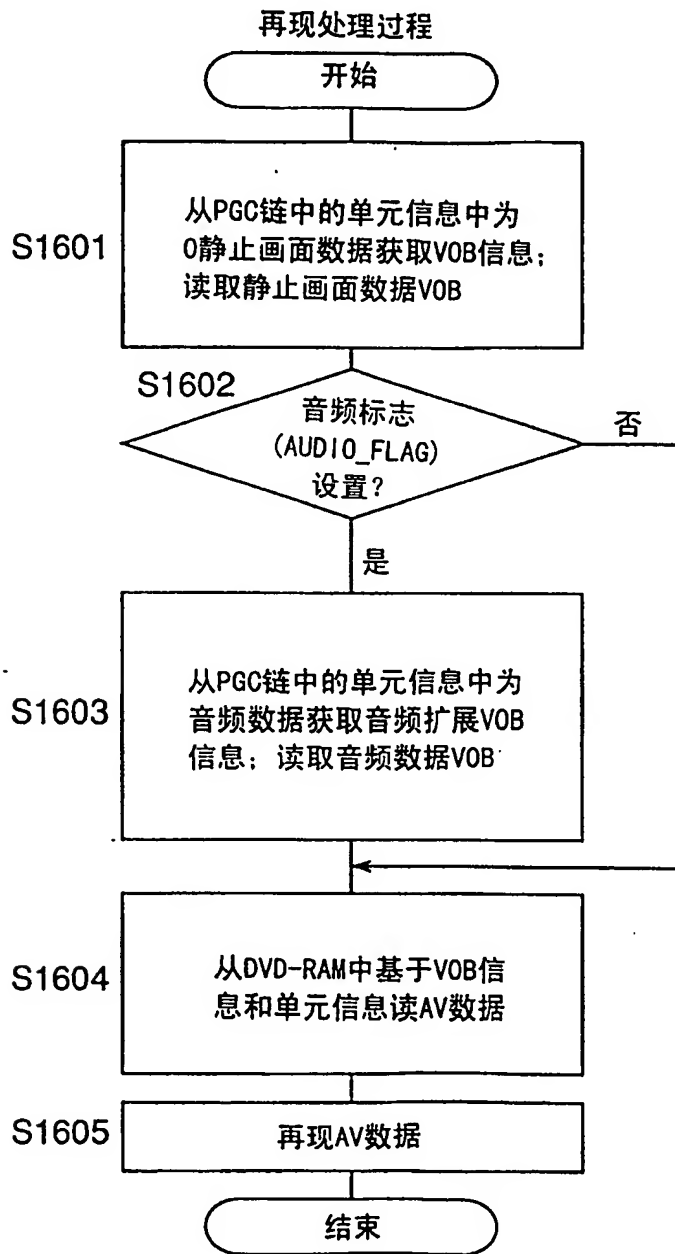 再现处理过程
开始
S1601
从PGC链中的单元信息中为
0静止画面数据获取VOB信息；
读取静止画面数据VOB
S1602
音频标志
(AUDIO_FLAG)
设置？
否
是
S1603
从PGC链中的单元信息中为
音频数据获取音频扩展VOB
信息；读取音频数据VOB
S1604
从DVD-RAM中基于VOB信
息和单元信息读AV数据
S1605
再现AV数据
结束